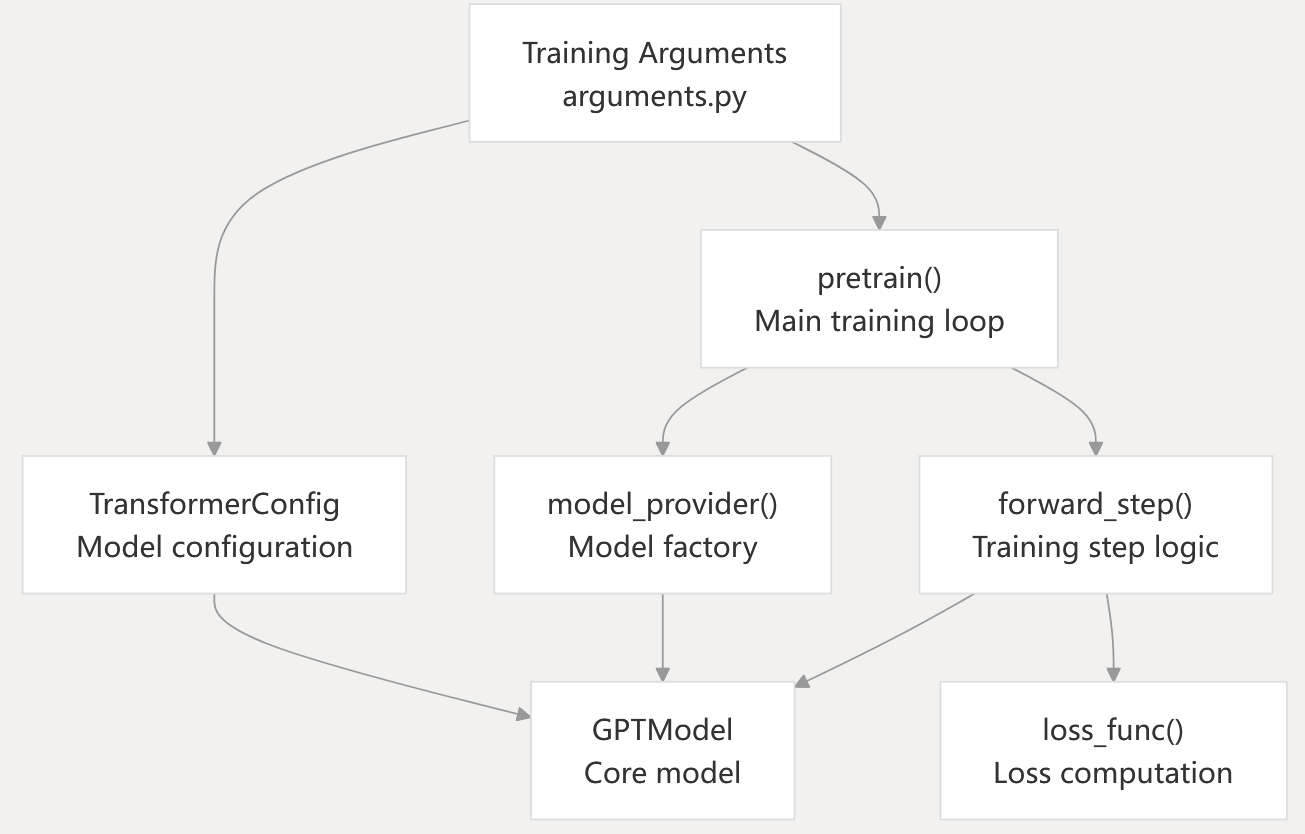 Training Arguments
arguments.py
pretrain()
Main training loop
TransformerConfig
Model configuration
model_provider()
Model factory
forward_step()
Training step logic
GPTModel
Core model
loss_func()
Loss computation